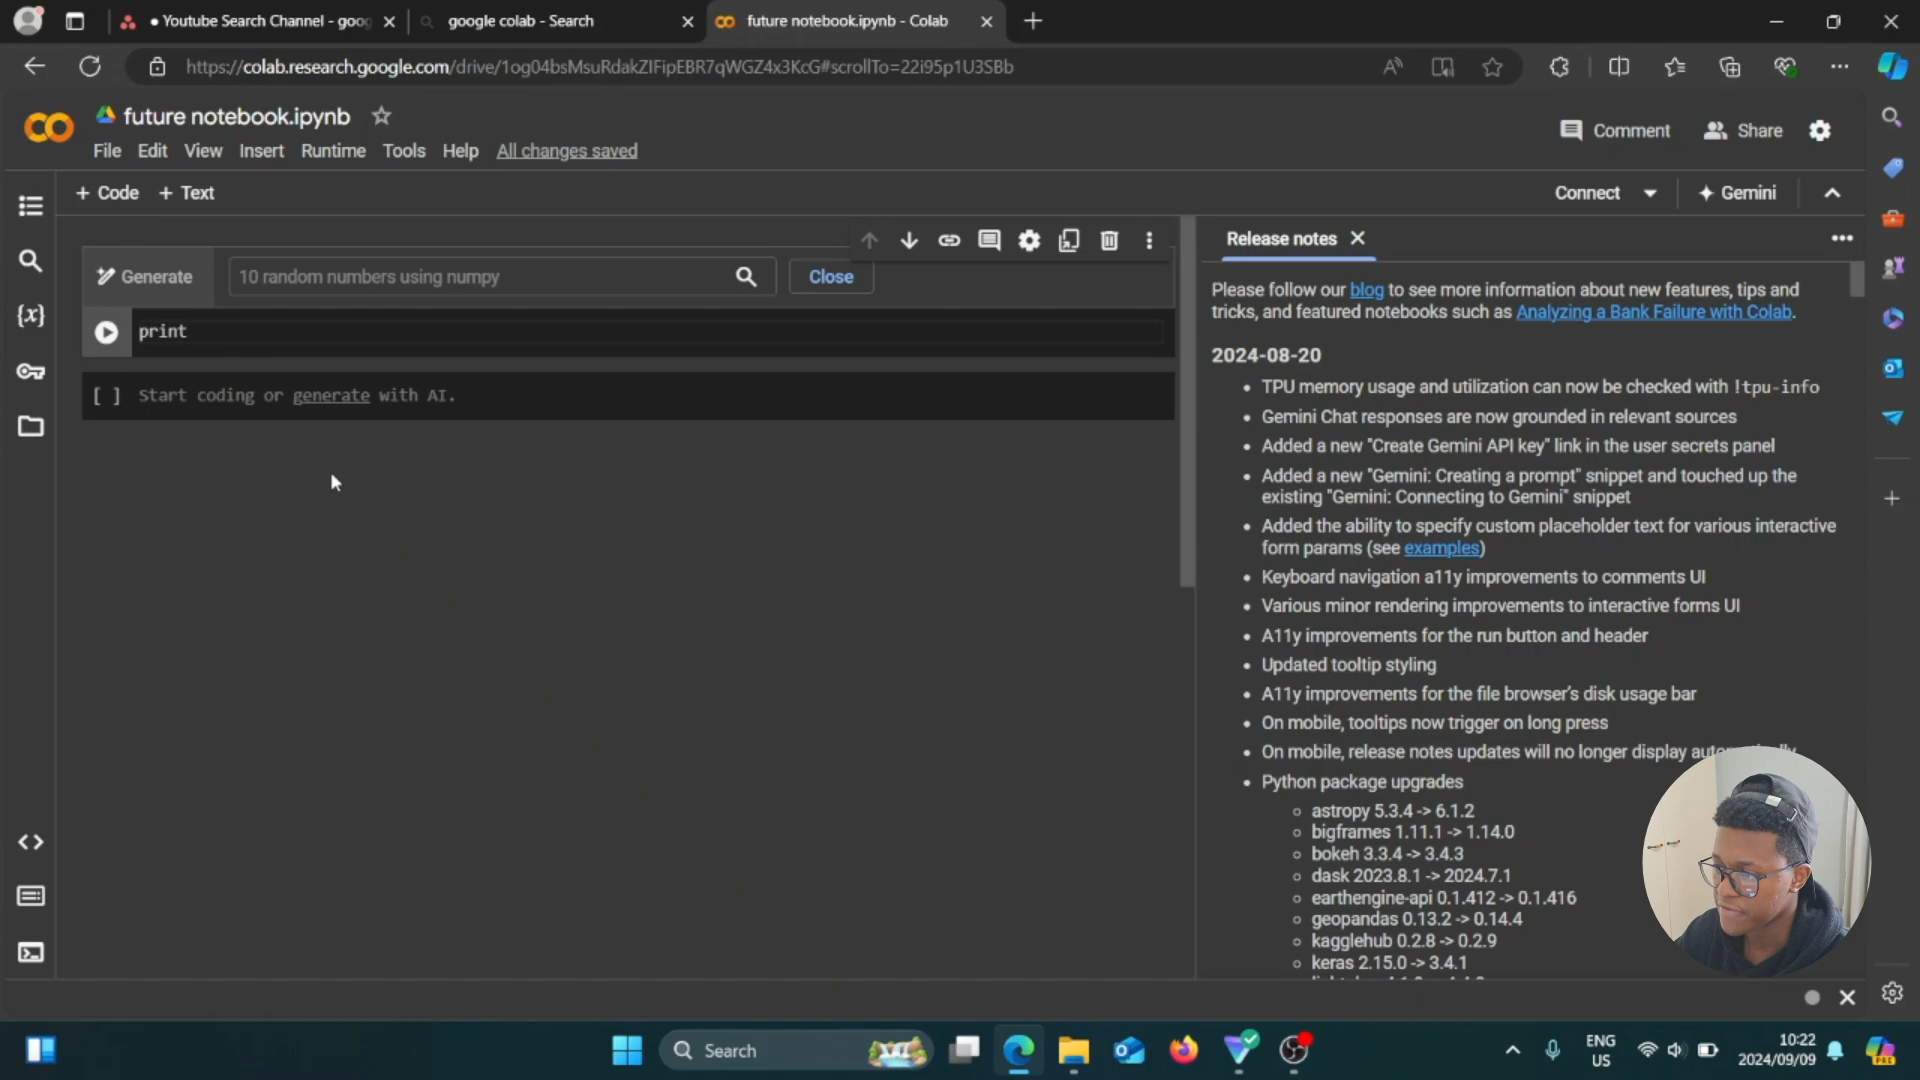 Youtube Search Channel - goog
google colab - Search
future notebook.ipynb - Colab
https://colab.research.google.com/drive/1og04bsMsuRdakZIFipEBR7qWGZ4x3KcG#scrollTo=22i95p1U3SBb
future notebook.ipynb
File Edit View Insert Runtime Tools Help All changes saved
Comment
Share
+ Code + Text
Connect
Gemini
Generate
10 random numbers using numpy
Close
print
[ ] Start coding or generate with AI.
Release notes
Please follow our blog to see more information about new features, tips and
tricks, and featured notebooks such as Analyzing a Bank Failure with Colab.
2024-08-20
• TPU memory usage and utilization can now be checked with !tpu-info
• Gemini Chat responses are now grounded in relevant sources
• Added a new "Create Gemini API key" link in the user secrets panel
• Added a new "Gemini: Creating a prompt" snippet and touched up the
existing "Gemini: Connecting to Gemini" snippet
• Added the ability to specify custom placeholder text for various interactive
form params (see examples)
• Keyboard navigation a11y improvements to comments UI
• Various minor rendering improvements to interactive forms UI
• A11y improvements for the run button and header
• Updated tooltip styling
• A11y improvements for the file browser's disk usage bar
• On mobile, tooltips now trigger on long press
• On mobile, release notes updates will no longer display automatically
• Python package upgrades
astropy 5.3.4 -> 6.1.2
bigframes 1.11.1 -> 1.14.0
bokeh 3.3.4 -> 3.4.3
dask 2023.8.1 -> 2024.7.1
earthengine-api 0.1.412 -> 0.1.416
geopandas 0.13.2 -> 0.14.4
kagglehub 0.2.8 -> 0.2.9
keras 2.15.0 -> 3.4.1
Search
ENG
US
10:22
2024/09/09